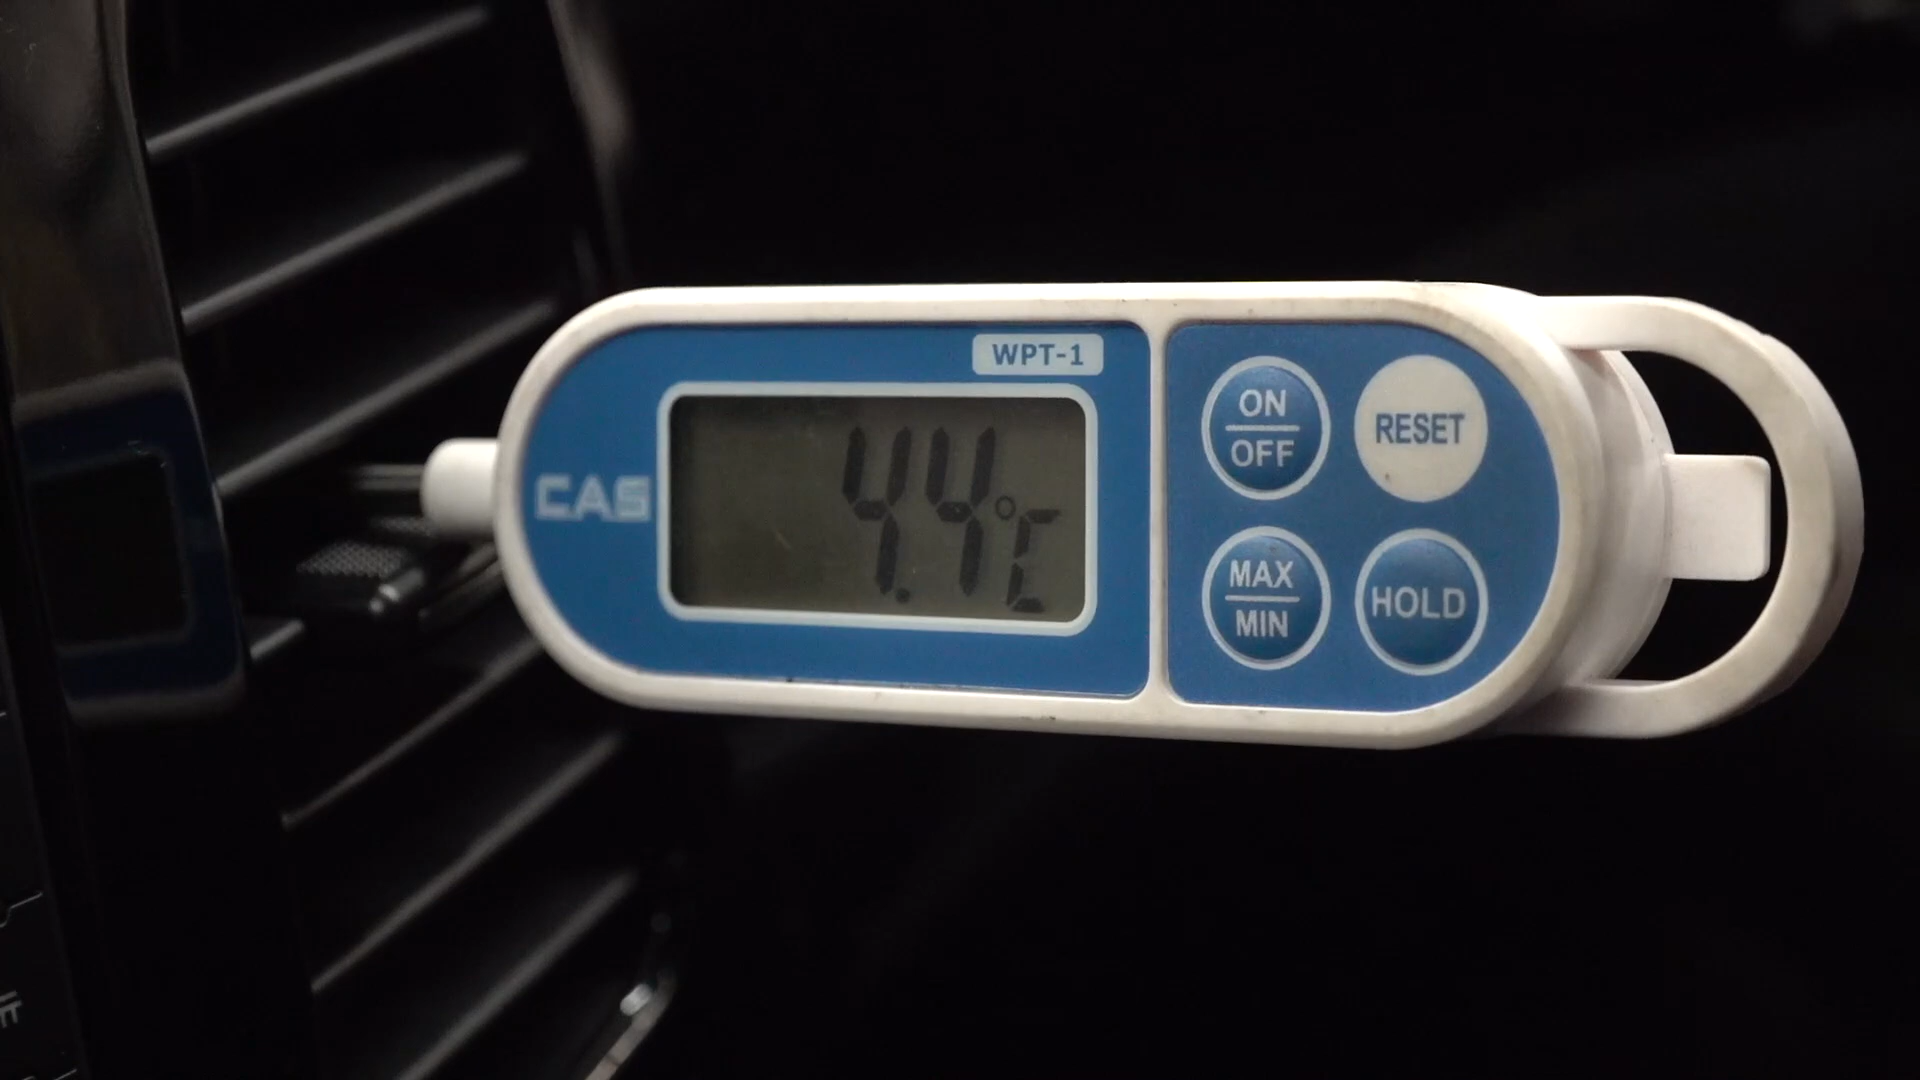 WPT-1
CAS
4.4°C
ON
OFF
RESET
MAX
MIN
HOLD